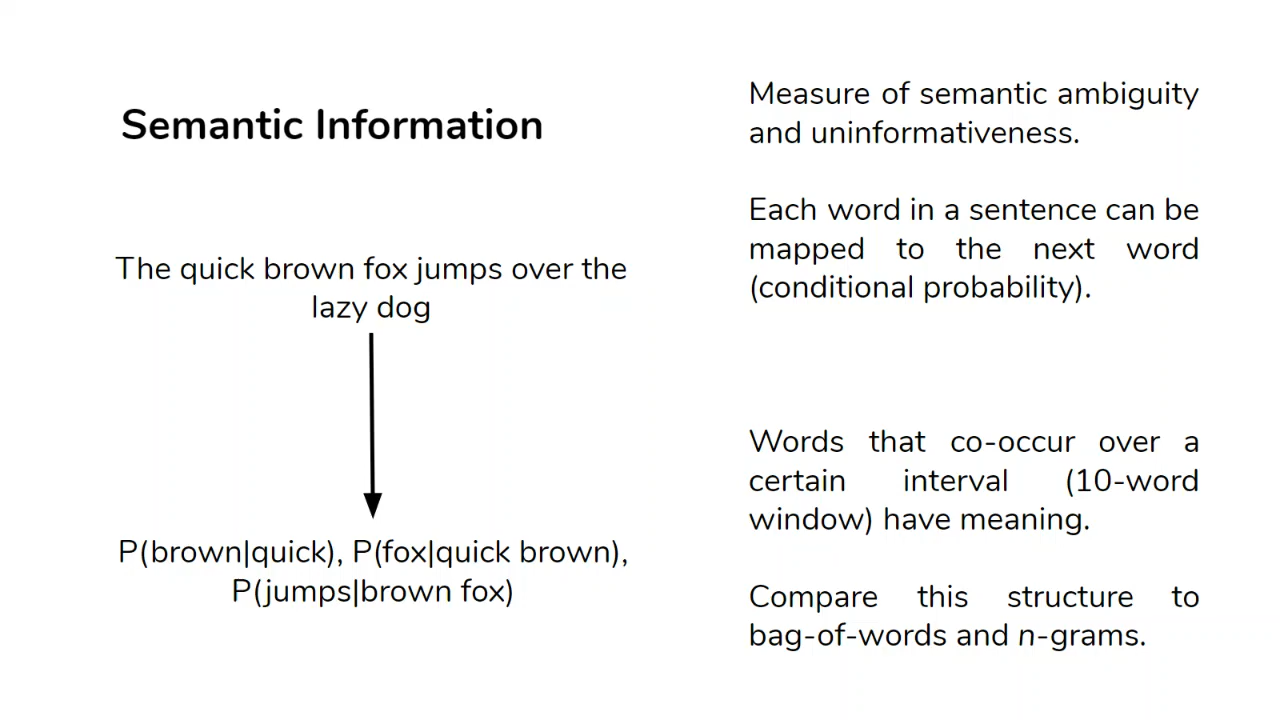 Semantic Information
The quick brown fox jumps over the
lazy dog
P(brown|quick), P(fox|quick brown),
P(jumps|brown fox)
Measure of semantic ambiguity
and uninformativeness.
Each word in a sentence can be
mapped to the next word
(conditional probability).
Words that co-occur over a
certain interval (10-word
window) have meaning.
Compare this structure to
bag-of-words and n-grams.